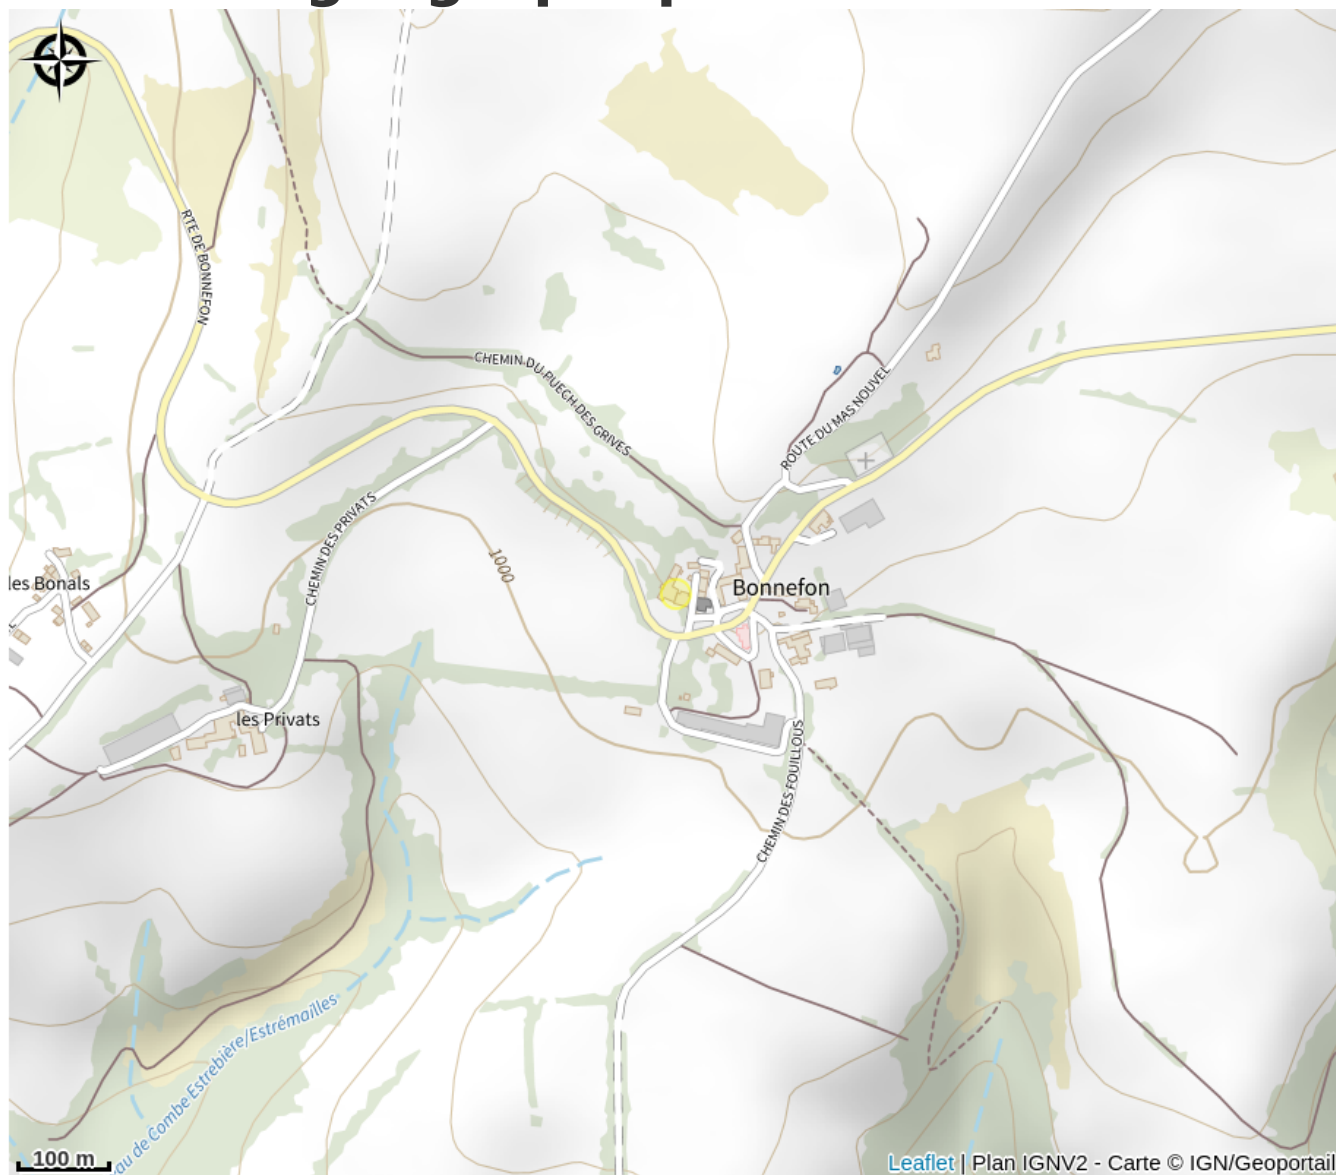 RTE DE BONNEFON
CHEMIN DU PUECH DES GRIVES
ROUTE DU MAS NOUVEL
CHEMIN DES PRIVATS
1000
les Bonals
Bonnefon
les Privats
CHEMIN DES FOUILLOUS
au de Combe Estrebière/Estrémailles
100 m
Leaflet | Plan IGNV2 - Carte © IGN/Geoportail